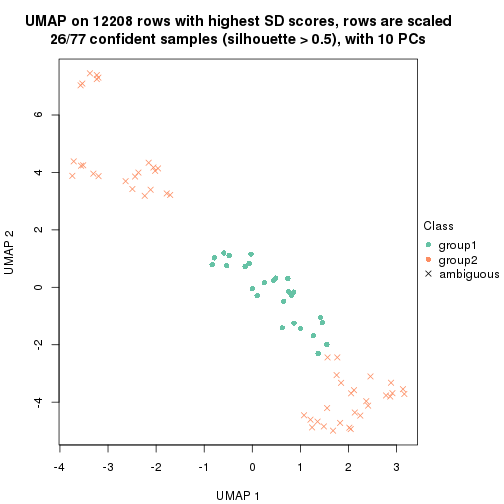 UMAP on 12208 rows with highest SD scores, rows are scaled
26/77 confident samples (silhouette > 0.5), with 10 PCs
6
4
2
0
-2
-4
UMAP 2
-4 -3 -2 -1 0 1 2 3
UMAP 1
Class
group1
group2
ambiguous